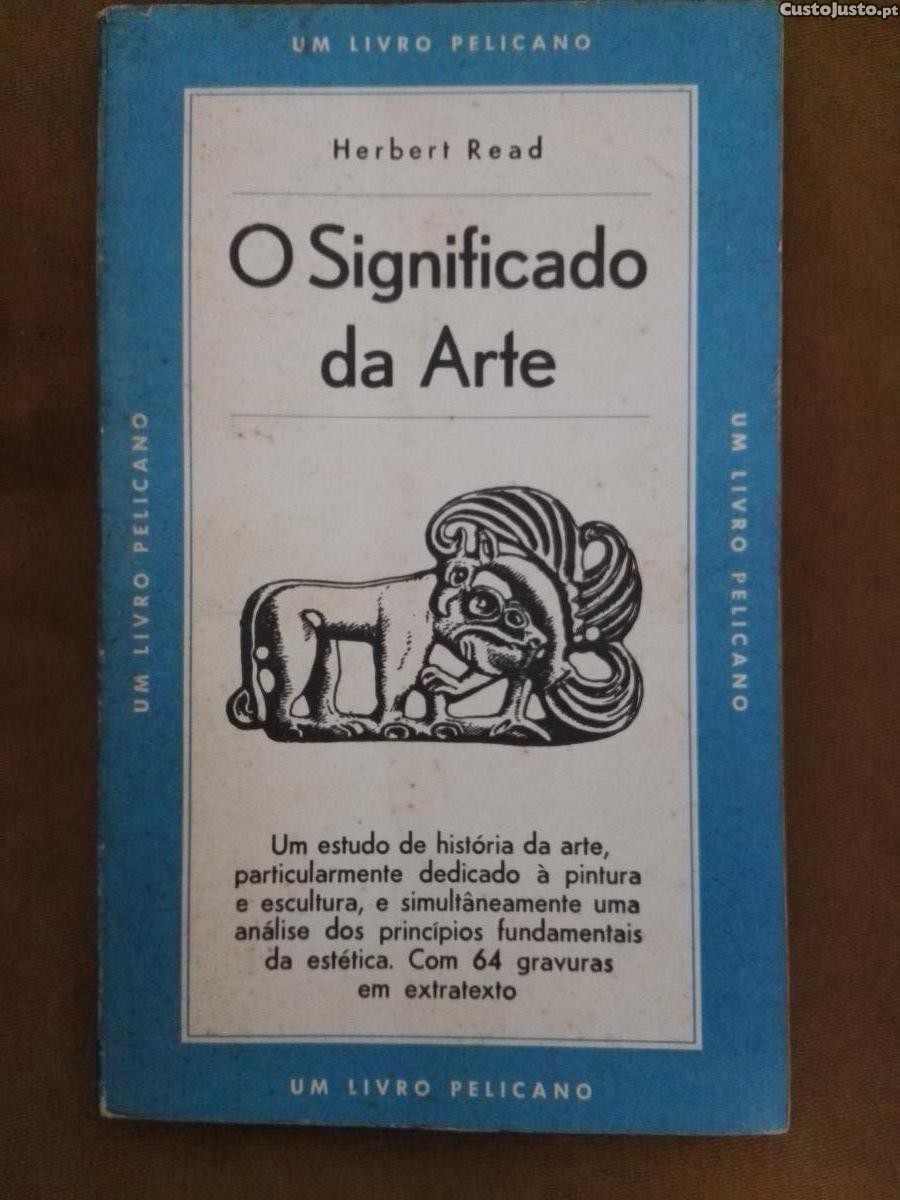 CustoJusto.pt
UM LIVRO PELICANO
Herbert Read
O Significado
da Arte
UM LIVRO PELICANO
UM LIVRO PELICANO
Um estudo de história da arte,
particularmente dedicado à pintura
e escultura, e simultâneamente uma
análise dos princípios fundamentais
da estética. Com 64 gravuras
em extratexto
UM LIVRO PELICANO